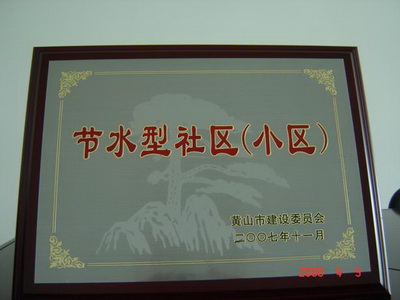 节水型社区(小区)
黄山市建设委员会
二〇〇七年十一月